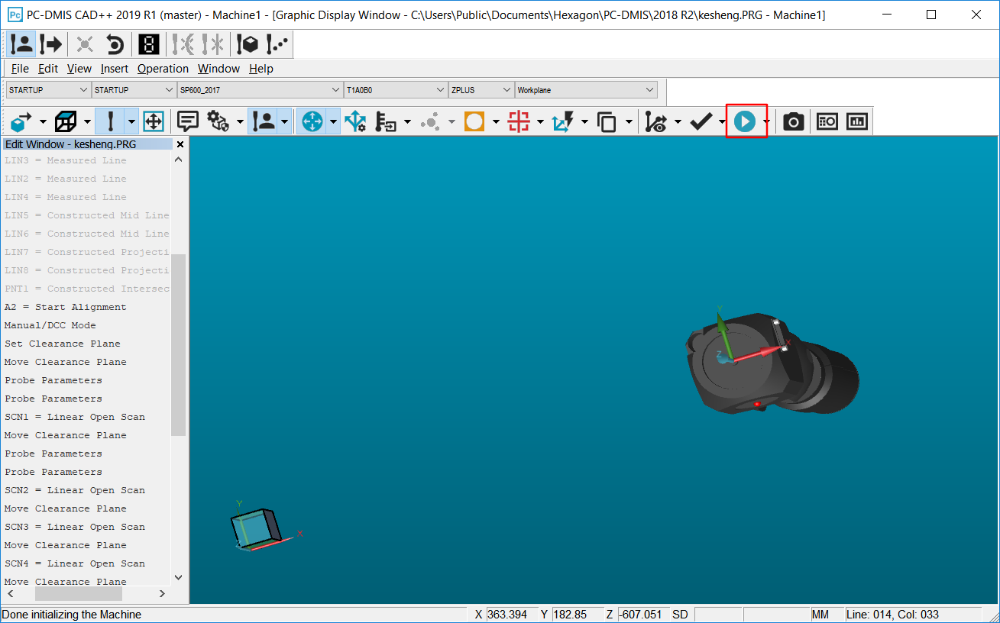 Pc PC-DMIS CAD++ 2019 R1 (master) - Machine1 - [Graphic Display Window - C:\Users\Public\Documents\Hexagon\PC-DMIS\2018 R2\kesheng.PRG - Machine1]
File Edit View Insert Operation Window Help
STARTUP STARTUP SP600_2017 T1A0B0 ZPLUS Workplane
Edit Window - kesheng.PRG
LIN3 = Measured Line
LIN2 = Measured Line
LIN4 = Measured Line
LIN5 = Constructed Mid Line
LIN6 = Constructed Mid Line
LIN7 = Constructed Projecti
LIN8 = Constructed Projecti
PNT1 = Constructed Intersec
A2 = Start Alignment
Manual/DCC Mode
Set Clearance Plane
Move Clearance Plane
Probe Parameters
Probe Parameters
SCN1 = Linear Open Scan
Move Clearance Plane
Probe Parameters
Probe Parameters
SCN2 = Linear Open Scan
Move Clearance Plane
SCN3 = Linear Open Scan
Move Clearance Plane
SCN4 = Linear Open Scan
Move Clearance Plane
Y
X
Z
Y
X
Z
Done initializing the Machine X 363.394 Y 182.85 Z -607.051 SD MM Line: 014, Col: 033